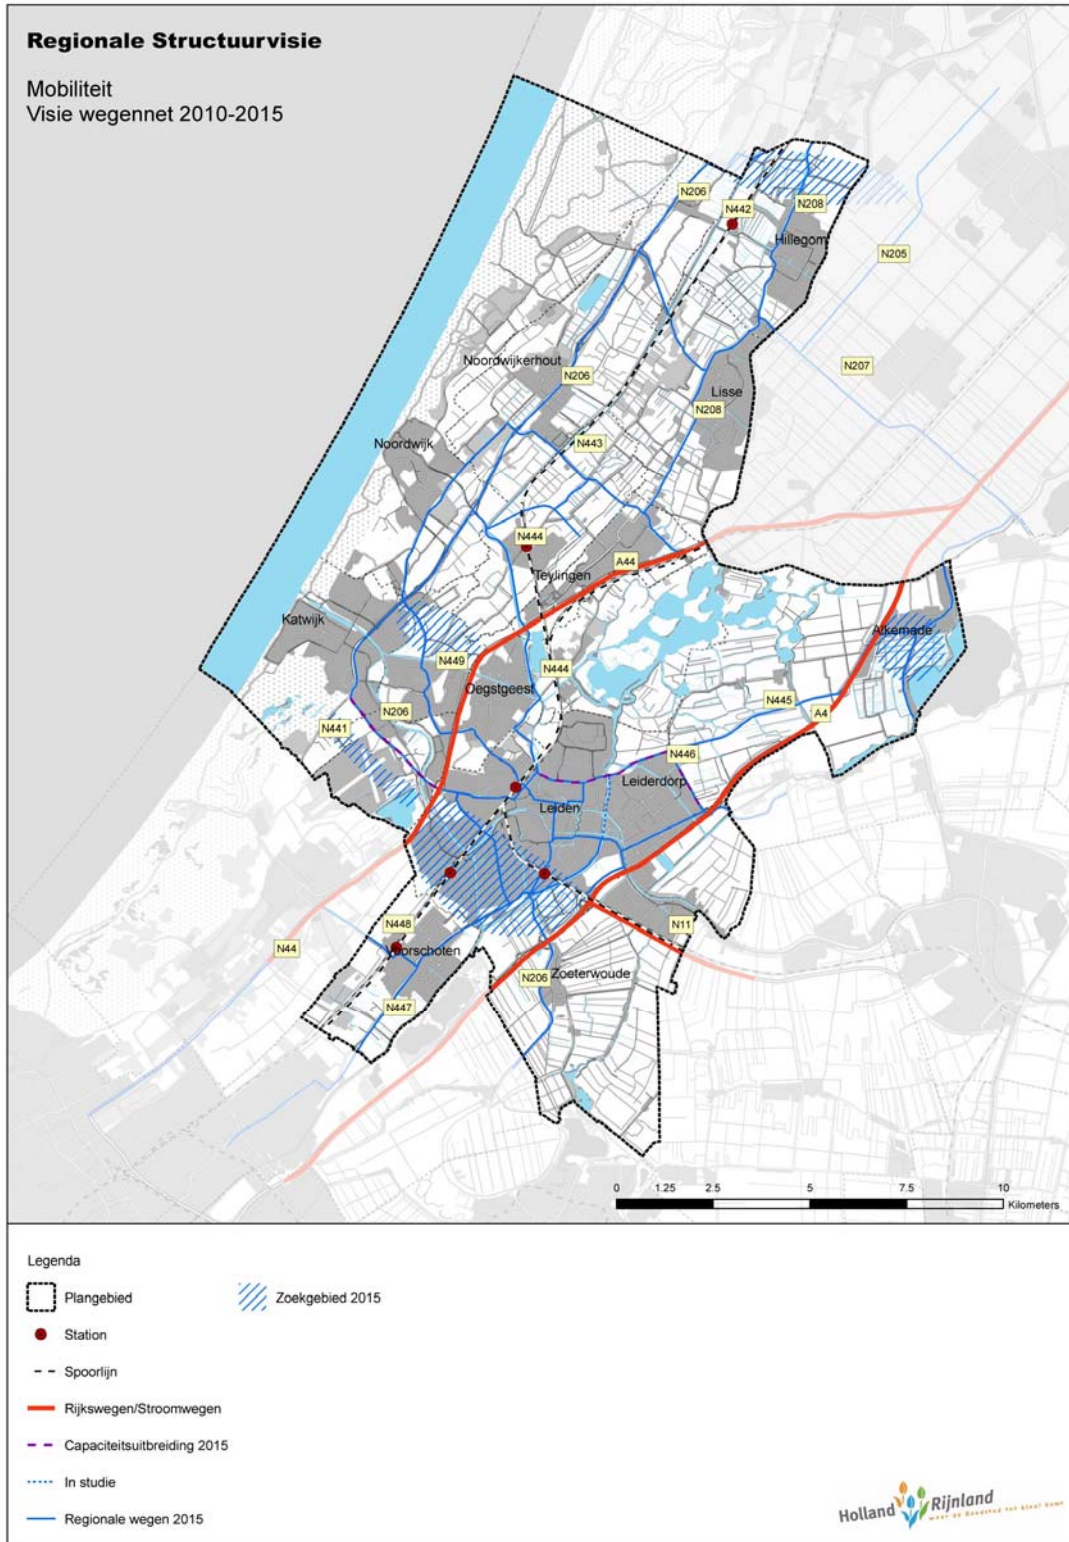 Regionale Structuurvisie
Mobiliteit
Visie wegennet 2010-2015
N206
N442
N208
Hillegom
N205
Noordwijkerhout
N206
N207
Lisse
N208
Noordwijk
N443
N444
Teylingen
A44
Katwijk
Alkemade
N449
Oegstgeest
N444
N445
N206
N441
A4
N446
Leiderdorp
Leiden
N448
N44
orschoten
N11
N206
Zoeterwoude
N447
0 1.25 2.5 5 7.5 10
Kilometers
Legenda
Plangebied
Zoekgebied 2015
Station
Spoorlijn
Rijkswegen/Stroomwegen
Capaciteitsuitbreiding 2015
In studie
Regionale wegen 2015
Holland Rijnland